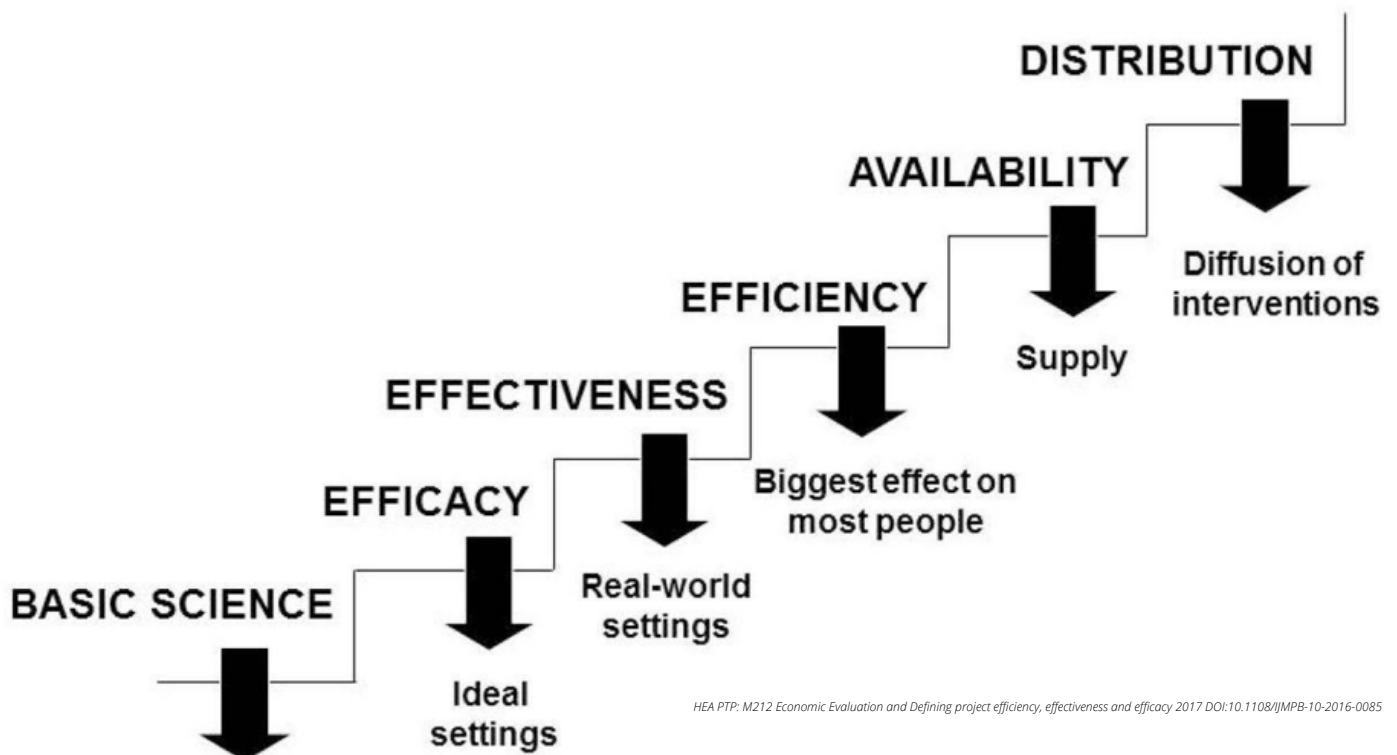 DISTRIBUTION
AVAILABILITY
Diffusion of
interventions
EFFICIENCY
Supply
EFFECTIVENESS
Biggest effect on
most people
EFFICACY
Real-world
settings
BASIC SCIENCE
Ideal
settings
HEA PTP: M212 Economic Evaluation and Defining project efficiency, effectiveness and efficacy 2017 DOI:10.1108/IJMPB-10-2016-0085